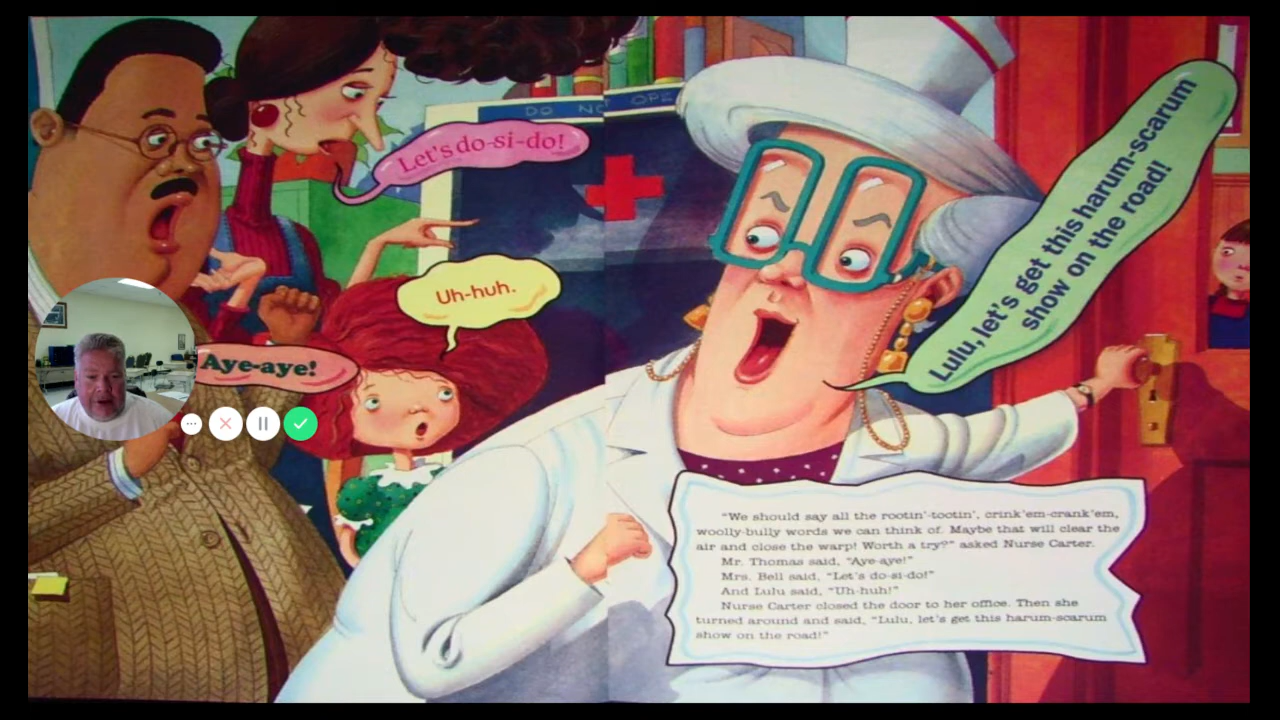 DO NOT OPE
Let's do-si-do!
Uh-huh.
Aye-aye!
Lulu, let's get this harum-scarum
show on the road!
"We should say all the rootin'-tootin', crink'em-crank'em,
woolly-bully words we can think of. Maybe that will clear the
air and close the warp! Worth a try?" asked Nurse Carter.
Mr. Thomas said, "Aye-aye!"
Mrs. Bell said, "Let's do-si-do!"
And Lulu said, "Uh-huh!"
Nurse Carter closed the door to her office. Then she
turned around and said, "Lulu, let's get this harum-scarum
show on the road!"